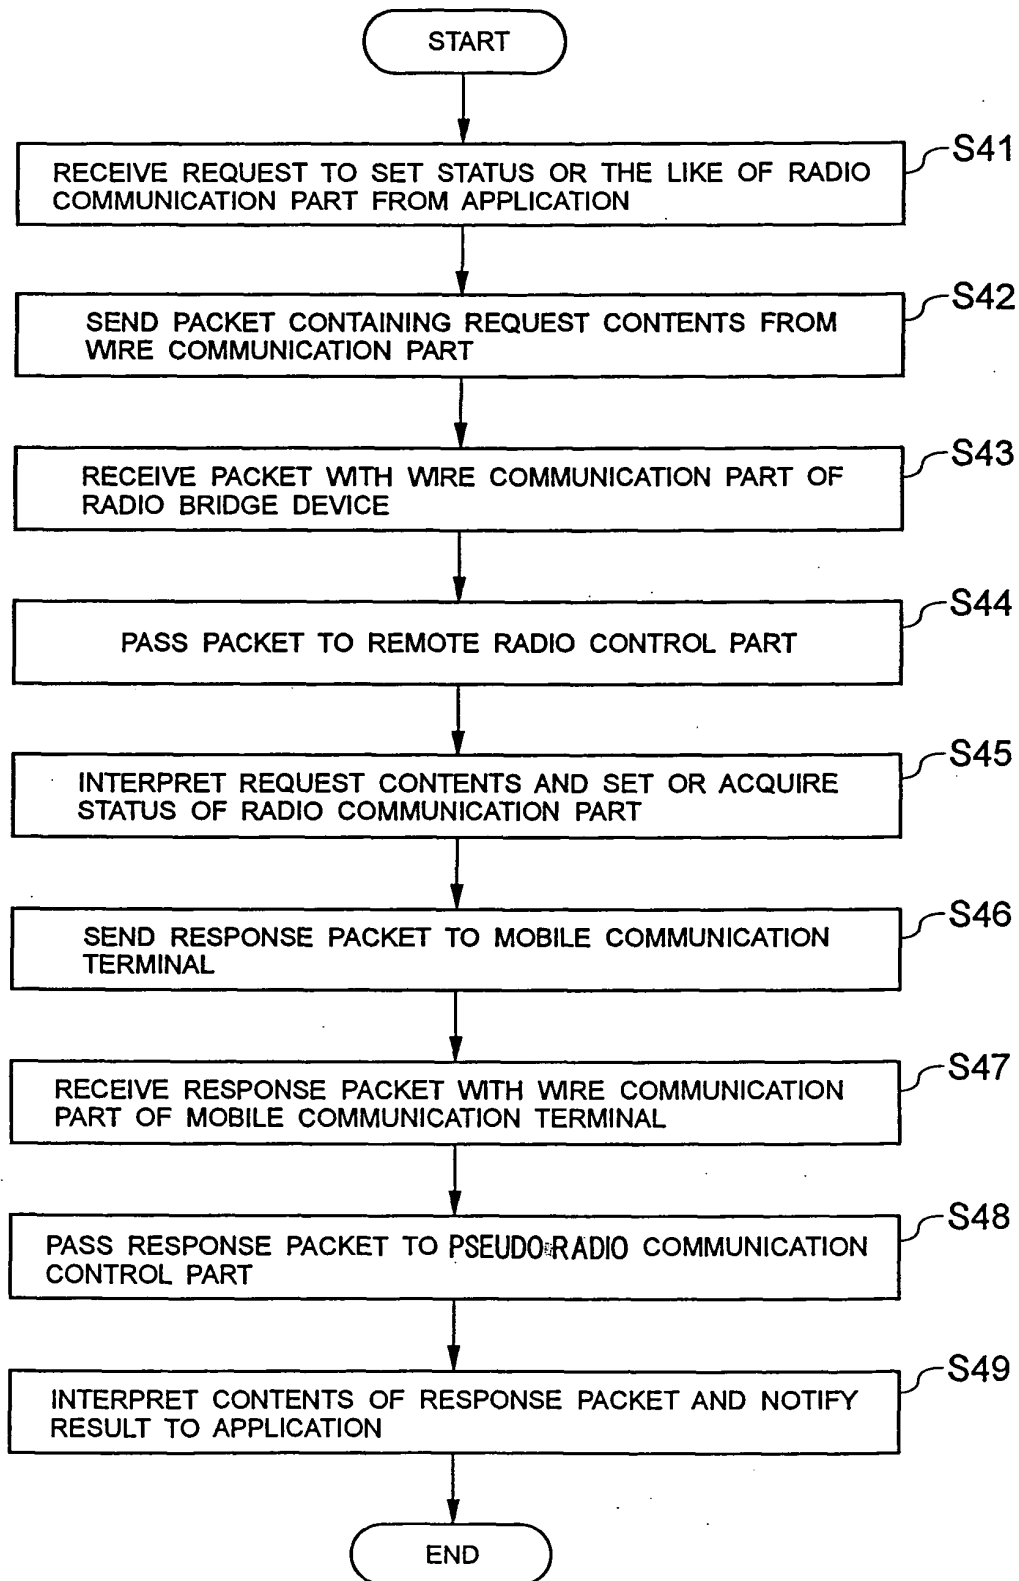 START
S41
RECEIVE REQUEST TO SET STATUS OR THE LIKE OF RADIO
COMMUNICATION PART FROM APPLICATION
S42
SEND PACKET CONTAINING REQUEST CONTENTS FROM
WIRE COMMUNICATION PART
S43
RECEIVE PACKET WITH WIRE COMMUNICATION PART OF
RADIO BRIDGE DEVICE
S44
PASS PACKET TO REMOTE RADIO CONTROL PART
S45
INTERPRET REQUEST CONTENTS AND SET OR ACQUIRE
STATUS OF RADIO COMMUNICATION PART
S46
SEND RESPONSE PACKET TO MOBILE COMMUNICATION
TERMINAL
S47
RECEIVE RESPONSE PACKET WITH WIRE COMMUNICATION
PART OF MOBILE COMMUNICATION TERMINAL
S48
PASS RESPONSE PACKET TO PSEUDO-RADIO COMMUNICATION
CONTROL PART
S49
INTERPRET CONTENTS OF RESPONSE PACKET AND NOTIFY
RESULT TO APPLICATION
END